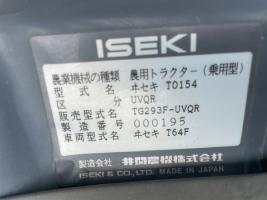 ISEKI
農業機械の種類 農用トラクター(乗用型)
型式名 ヰセキ T0154
区分 UVQR
販売型式名 TG293F-UVQR
製造番号 000195
車両型式名 ヰセキ T64F
製造会社 井関農機株式会社
ISEKI & CO., LTD. MADE IN JAPAN